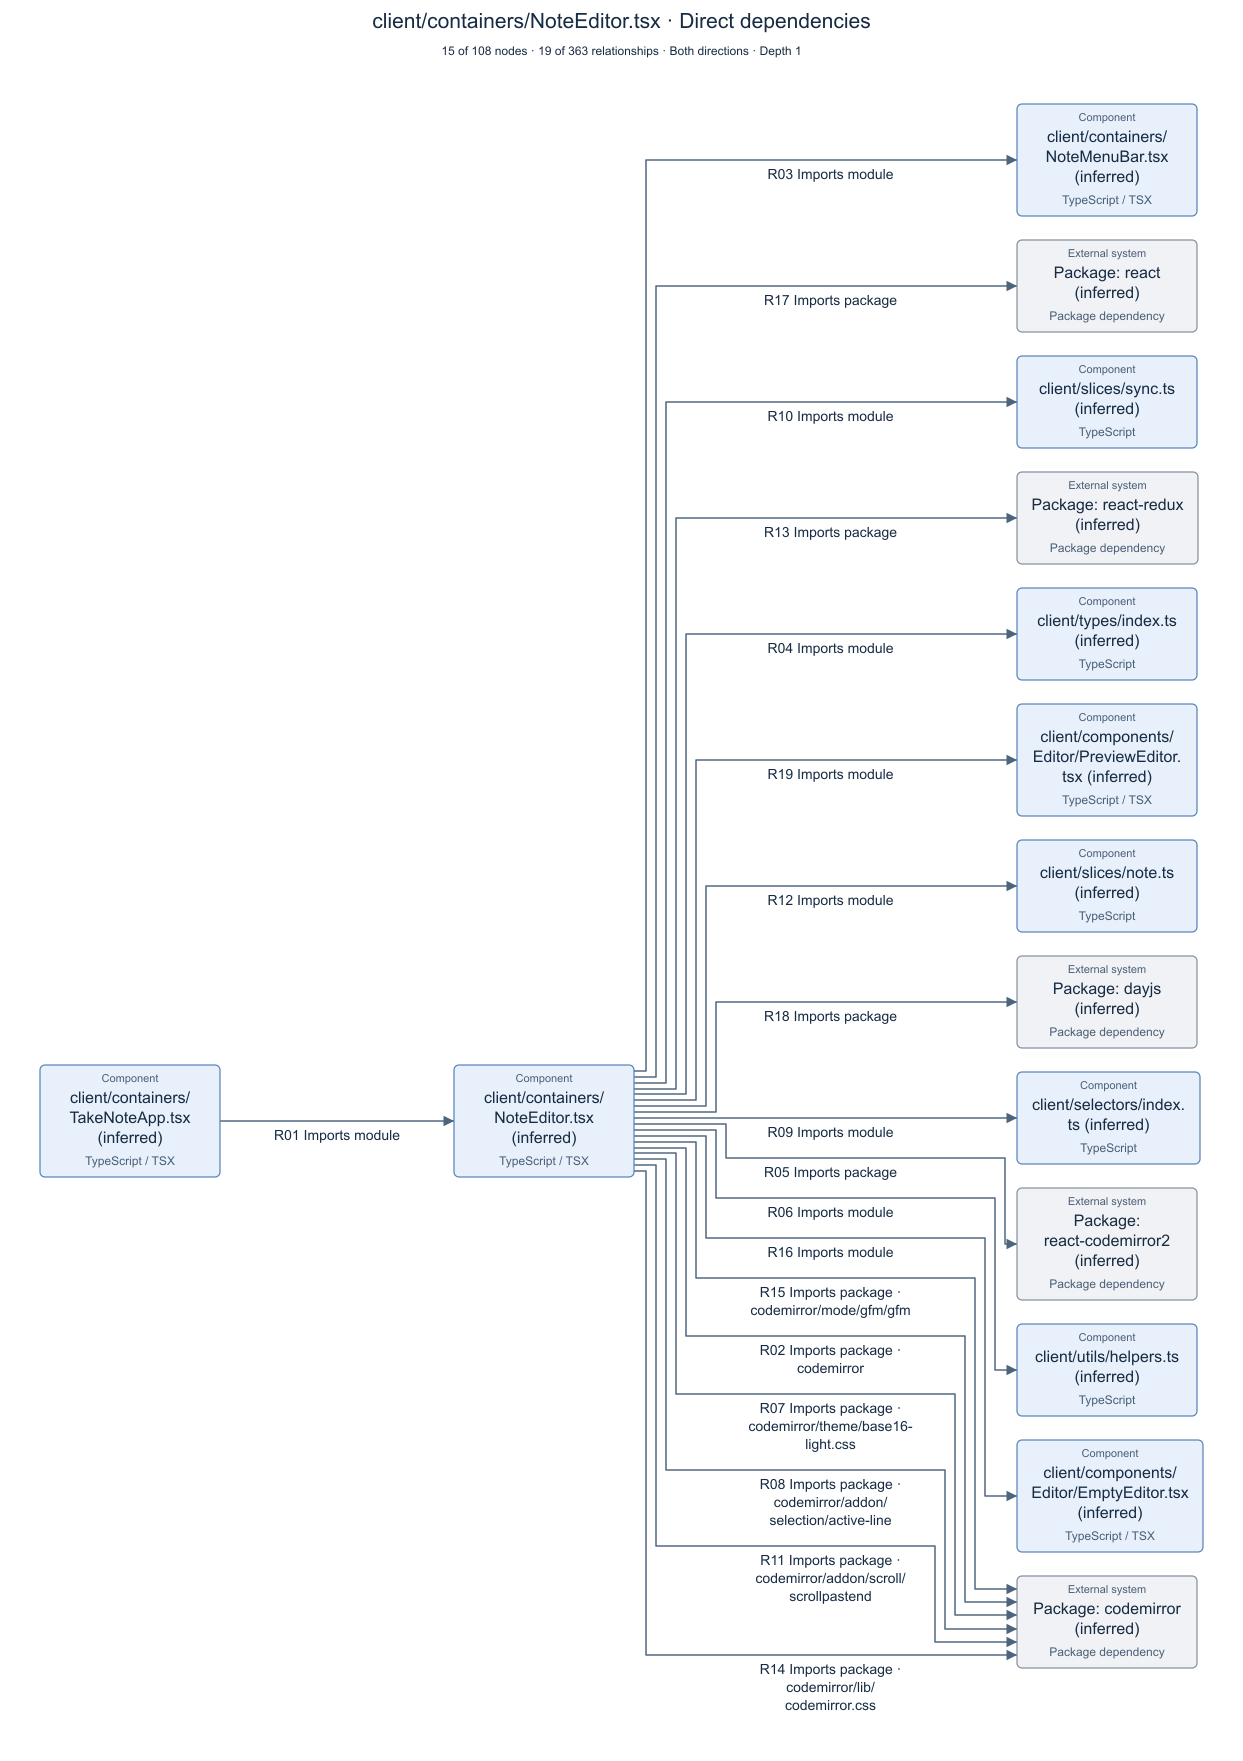 client/containers/NoteEditor.tsx · Direct dependencies
15 of 108 nodes · 19 of 363 relationships · Both directions · Depth 1
Component
client/containers/
NoteMenuBar.tsx
(inferred)
TypeScript / TSX
R03 Imports module
External system
Package: react
(inferred)
Package dependency
R17 Imports package
Component
client/slices/sync.ts
(inferred)
TypeScript
R10 Imports module
External system
Package: react-redux
(inferred)
Package dependency
R13 Imports package
Component
client/types/index.ts
(inferred)
TypeScript
R04 Imports module
Component
client/components/
Editor/PreviewEditor.
tsx (inferred)
TypeScript / TSX
R19 Imports module
Component
client/slices/note.ts
(inferred)
TypeScript
R12 Imports module
External system
Package: dayjs
(inferred)
Package dependency
R18 Imports package
Component
client/containers/
TakeNoteApp.tsx
(inferred)
TypeScript / TSX
R01 Imports module
Component
client/containers/
NoteEditor.tsx
(inferred)
TypeScript / TSX
Component
client/selectors/index.
ts (inferred)
TypeScript
R09 Imports module
R05 Imports package
External system
Package:
react-codemirror2
(inferred)
Package dependency
R06 Imports module
R16 Imports module
R15 Imports package ·
codemirror/mode/gfm/gfm
Component
client/utils/helpers.ts
(inferred)
TypeScript
R02 Imports package ·
codemirror
R07 Imports package ·
codemirror/theme/base16-
light.css
Component
client/components/
Editor/EmptyEditor.tsx
(inferred)
TypeScript / TSX
R08 Imports package ·
codemirror/addon/
selection/active-line
R11 Imports package ·
codemirror/addon/scroll/
scrollpastend
External system
Package: codemirror
(inferred)
Package dependency
R14 Imports package ·
codemirror/lib/
codemirror.css